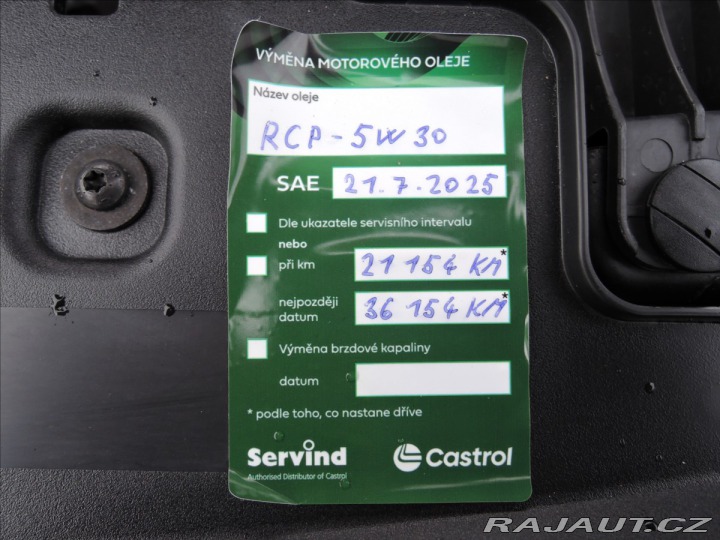 VÝMĚNA MOTOROVÉHO OLEJE
Název oleje
RCP-5W30
SAE 21.7.2025
Dle ukazatele servisního intervalu
nebo
při km 21 154 KM*
nejpozději
datum 36 154 KM*
Výměna brzdové kapaliny
datum
* podle toho, co nastane dříve
Servind Castrol
Authorised Distributor of Castrol
RAJAUT.CZ